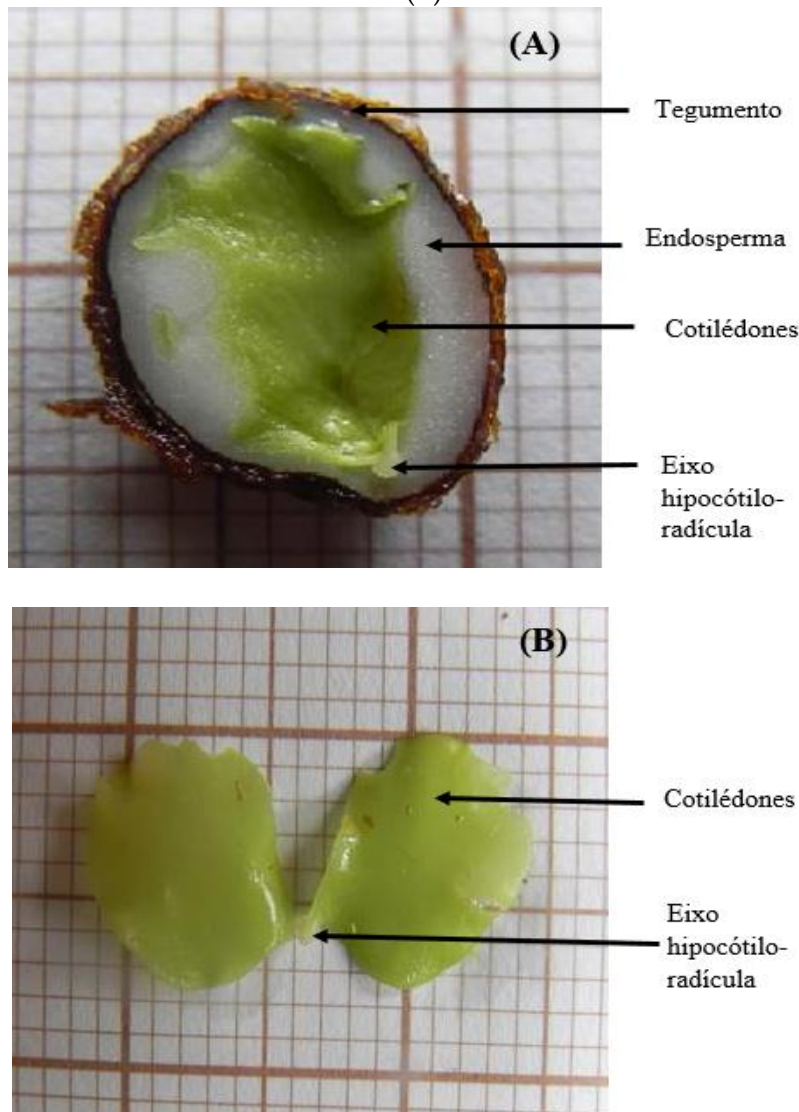 (A)
Tegumento
Endosperma
Cotilédones
Eixo
hipocótilo-
radícula
(B)
Cotilédones
Eixo
hipocótilo-
radícula